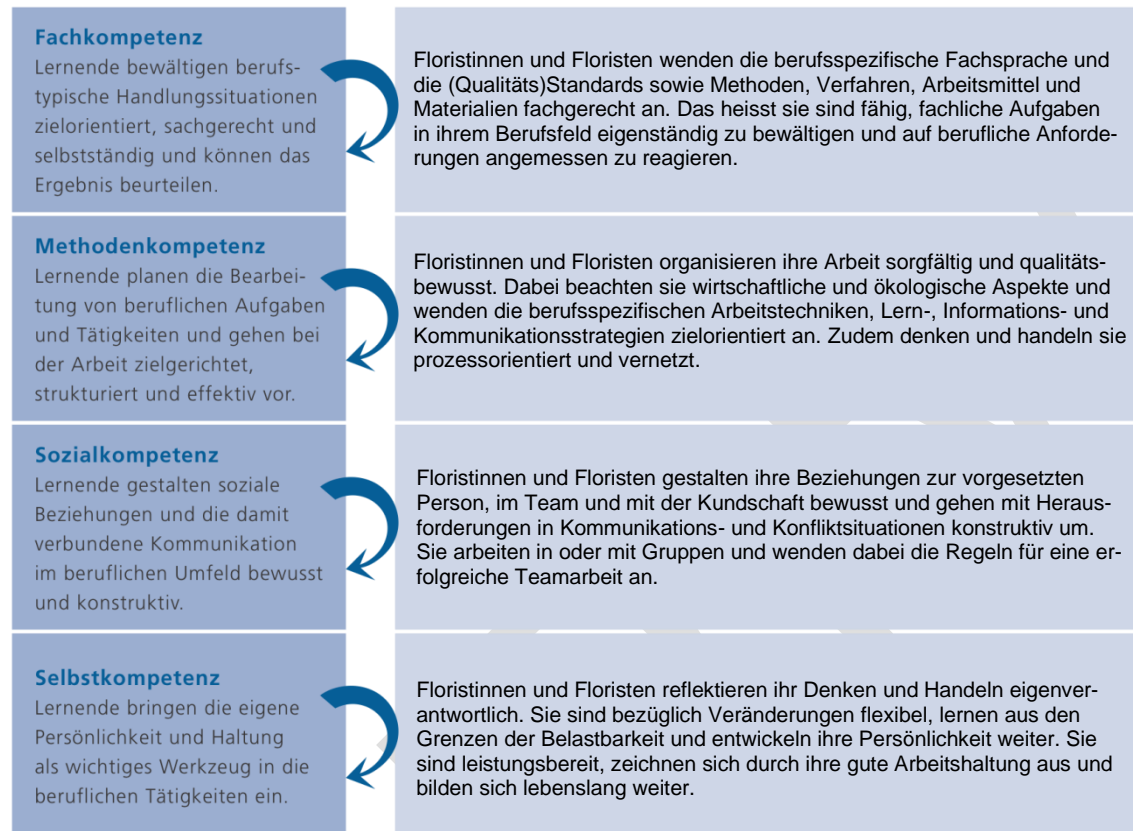 Fachkompetenz
Lernende bewältigen berufs-
typische Handlungssituationen
zielorientiert, sachgerecht und
selbstständig und können das
Ergebnis beurteilen.
Floristinnen und Floristen wenden die berufsspezifische Fachsprache und
die (Qualitäts)Standards sowie Methoden, Verfahren, Arbeitsmittel und
Materialien fachgerecht an. Das heisst sie sind fähig, fachliche Aufgaben
in ihrem Berufsfeld eigenständig zu bewältigen und auf berufliche Anforde-
rungen angemessen zu reagieren.
Methodenkompetenz
Lernende planen die Bearbei-
tung von beruflichen Aufgaben
und Tätigkeiten und gehen bei
der Arbeit zielgerichtet,
strukturiert und effektiv vor.
Floristinnen und Floristen organisieren ihre Arbeit sorgfältig und qualitäts-
bewusst. Dabei beachten sie wirtschaftliche und ökologische Aspekte und
wenden die berufsspezifischen Arbeitstechniken, Lern-, Informations- und
Kommunikationsstrategien zielorientiert an. Zudem denken und handeln sie
prozessorientiert und vernetzt.
Sozialkompetenz
Lernende gestalten soziale
Beziehungen und die damit
verbundene Kommunikation
im beruflichen Umfeld bewusst
und konstruktiv.
Floristinnen und Floristen gestalten ihre Beziehungen zur vorgesetzten
Person, im Team und mit der Kundschaft bewusst und gehen mit Heraus-
forderungen in Kommunikations- und Konfliktsituationen konstruktiv um.
Sie arbeiten in oder mit Gruppen und wenden dabei die Regeln für eine er-
folgreiche Teamarbeit an.
Selbstkompetenz
Lernende bringen die eigene
Persönlichkeit und Haltung
als wichtiges Werkzeug in die
beruflichen Tätigkeiten ein.
Floristinnen und Floristen reflektieren ihr Denken und Handeln eigenver-
antwortlich. Sie sind bezüglich Veränderungen flexibel, lernen aus den
Grenzen der Belastbarkeit und entwickeln ihre Persönlichkeit weiter. Sie
sind leistungsbereit, zeichnen sich durch ihre gute Arbeitshaltung aus und
bilden sich lebenslang weiter.